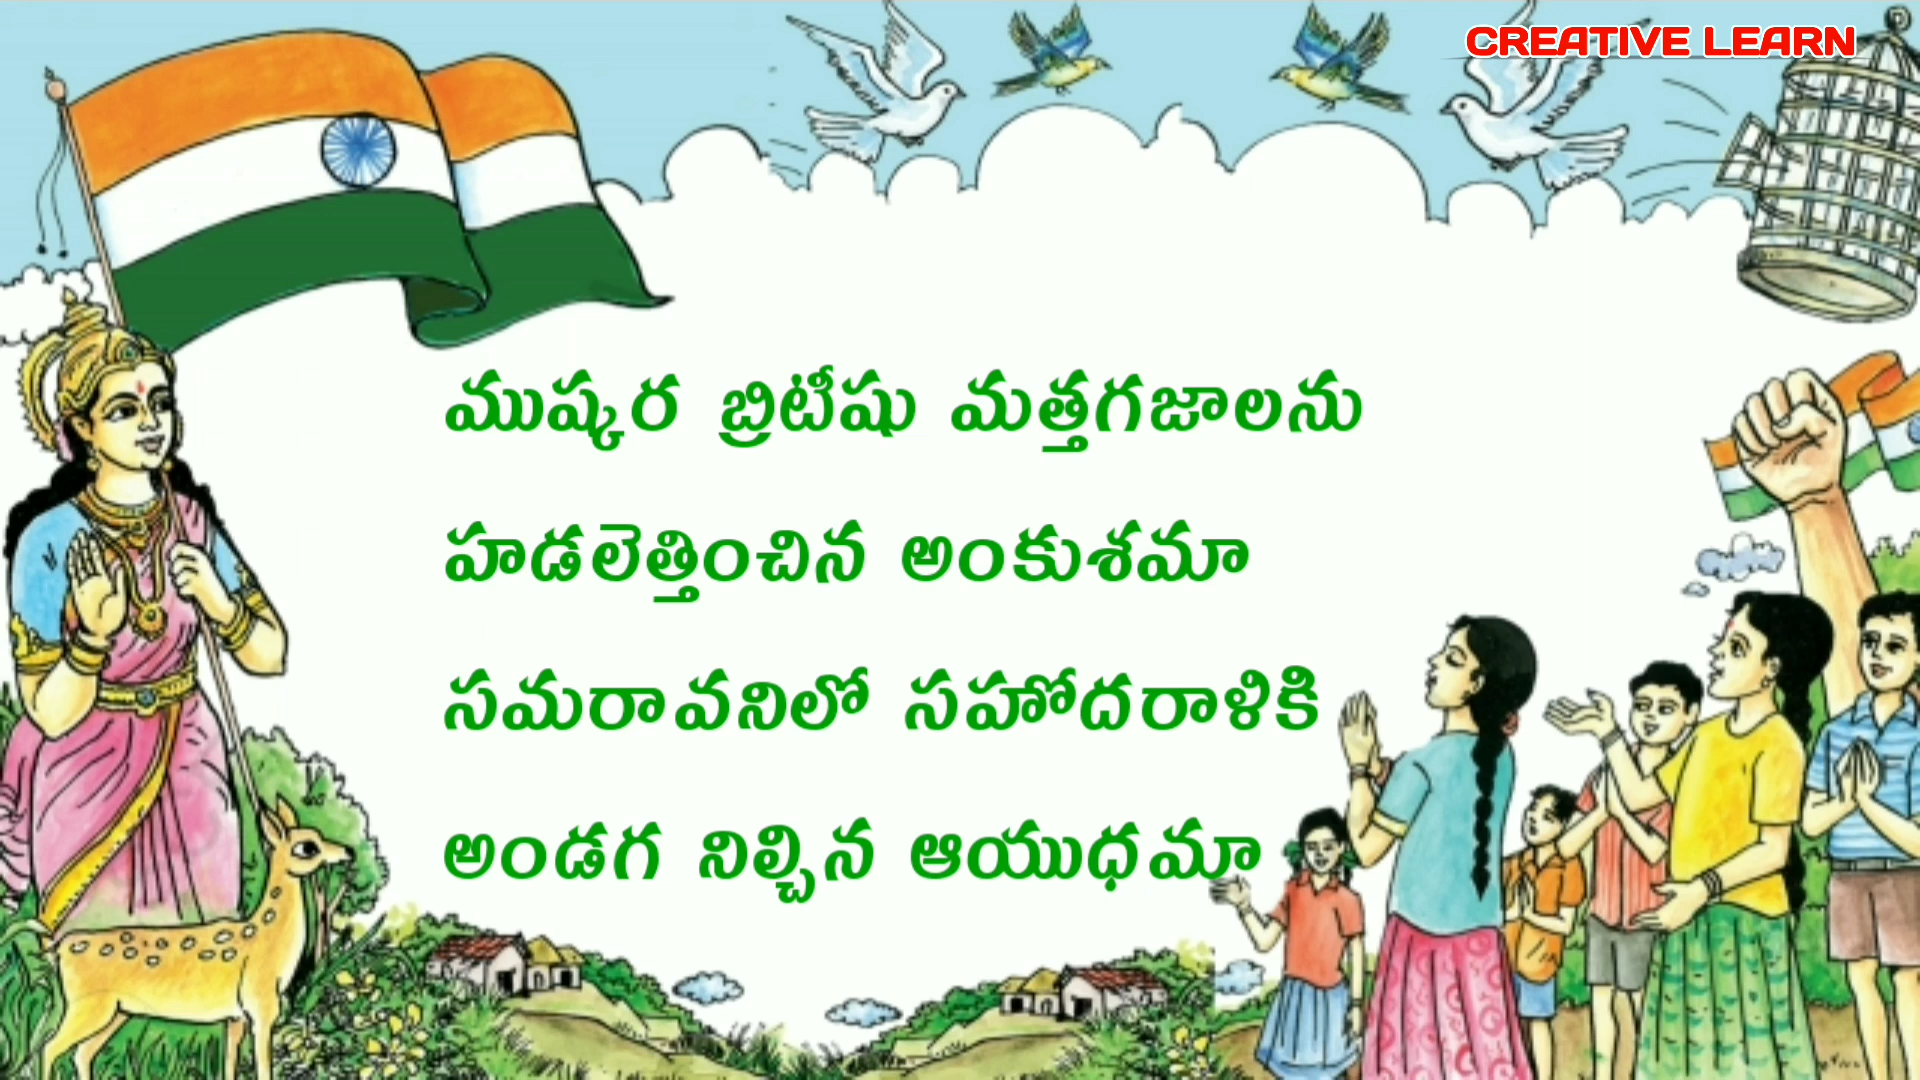 CREATIVE LEARN
ముష్కర బ్రిటీషు మత్తగజాలను
హడలెత్తించిన అంకుశమా
సమరావనిలో సహోదరాళికి
అండగ నిల్చిన ఆయుధమా